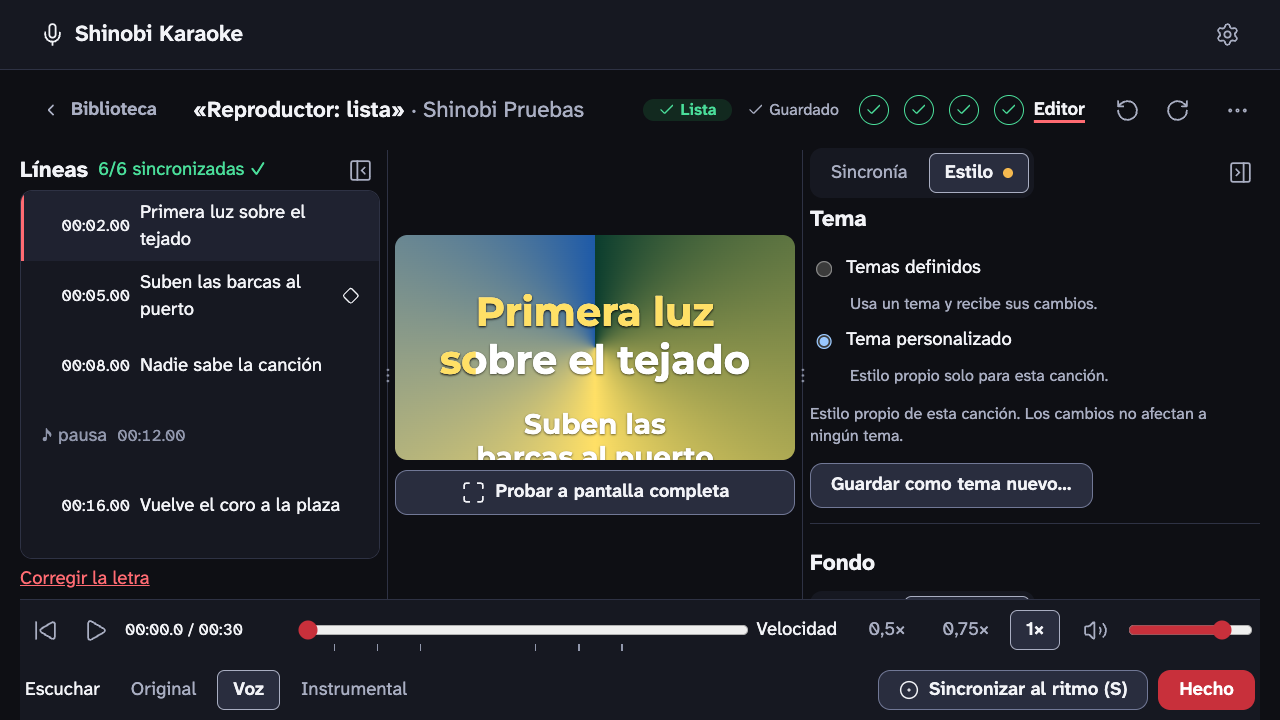 Shinobi Karaoke
Biblioteca
«Reproductor: lista» · Shinobi Pruebas
Lista
Guardado
Editor
Líneas 6/6 sincronizadas
00:02.00 Primera luz sobre el
tejado
00:05.00 Suben las barcas al
puerto
00:08.00 Nadie sabe la canción
pausa 00:12.00
00:16.00 Vuelve el coro a la plaza
Corregir la letra
Primera luz
sobre el tejado
Suben las
barcas al puerto
Probar a pantalla completa
Sincronía
Estilo
Tema
Temas definidos
Usa un tema y recibe sus cambios.
Tema personalizado
Estilo propio solo para esta canción.
Estilo propio de esta canción. Los cambios no afectan a
ningún tema.
Guardar como tema nuevo...
Fondo
00:00.0 / 00:30
Velocidad 0,5× 0,75× 1×
Escuchar Original Voz Instrumental
Sincronizar al ritmo (S)
Hecho